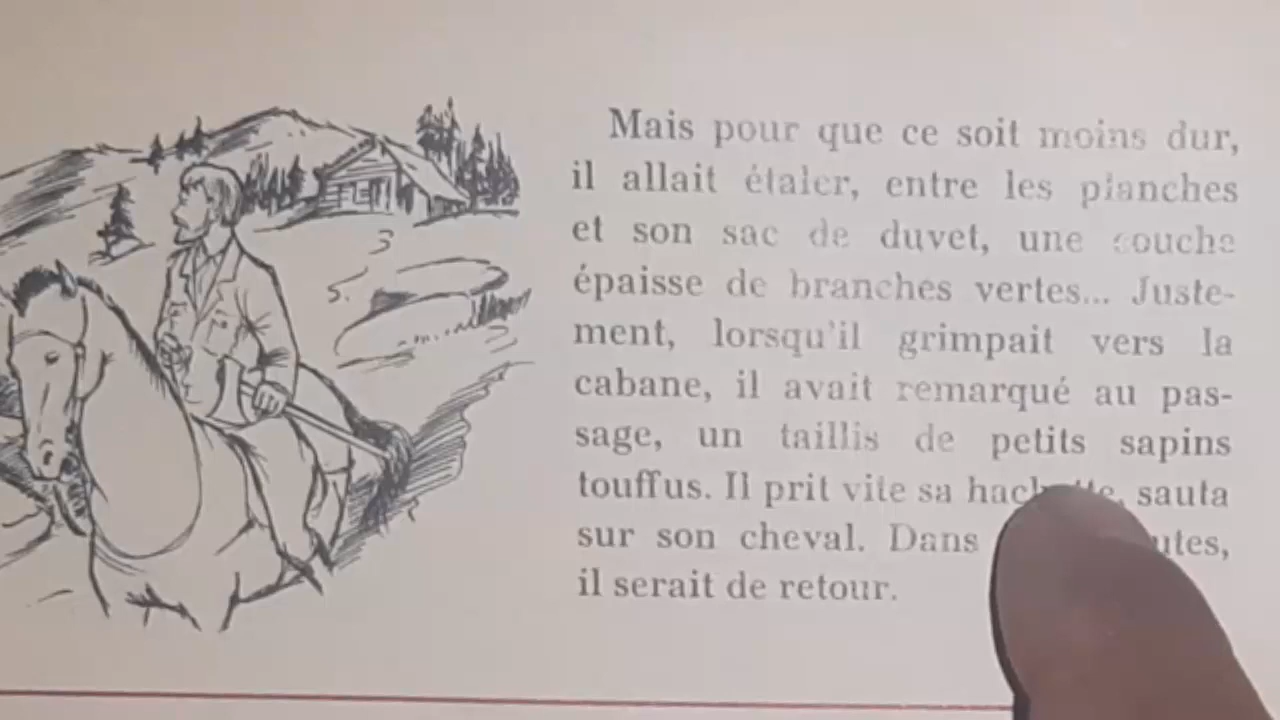 Mais pour que ce soit moins dur,
il allait étaler, entre les planches
et son sac de duvet, une couche
épaisse de branches vertes... Juste-
ment, lorsqu'il grimpait vers la
cabane, il avait remarqué au pas-
sage, un taillis de petits sapins
touffus. Il prit vite sa sauta
sur son cheval. Dans
il serait de retour.